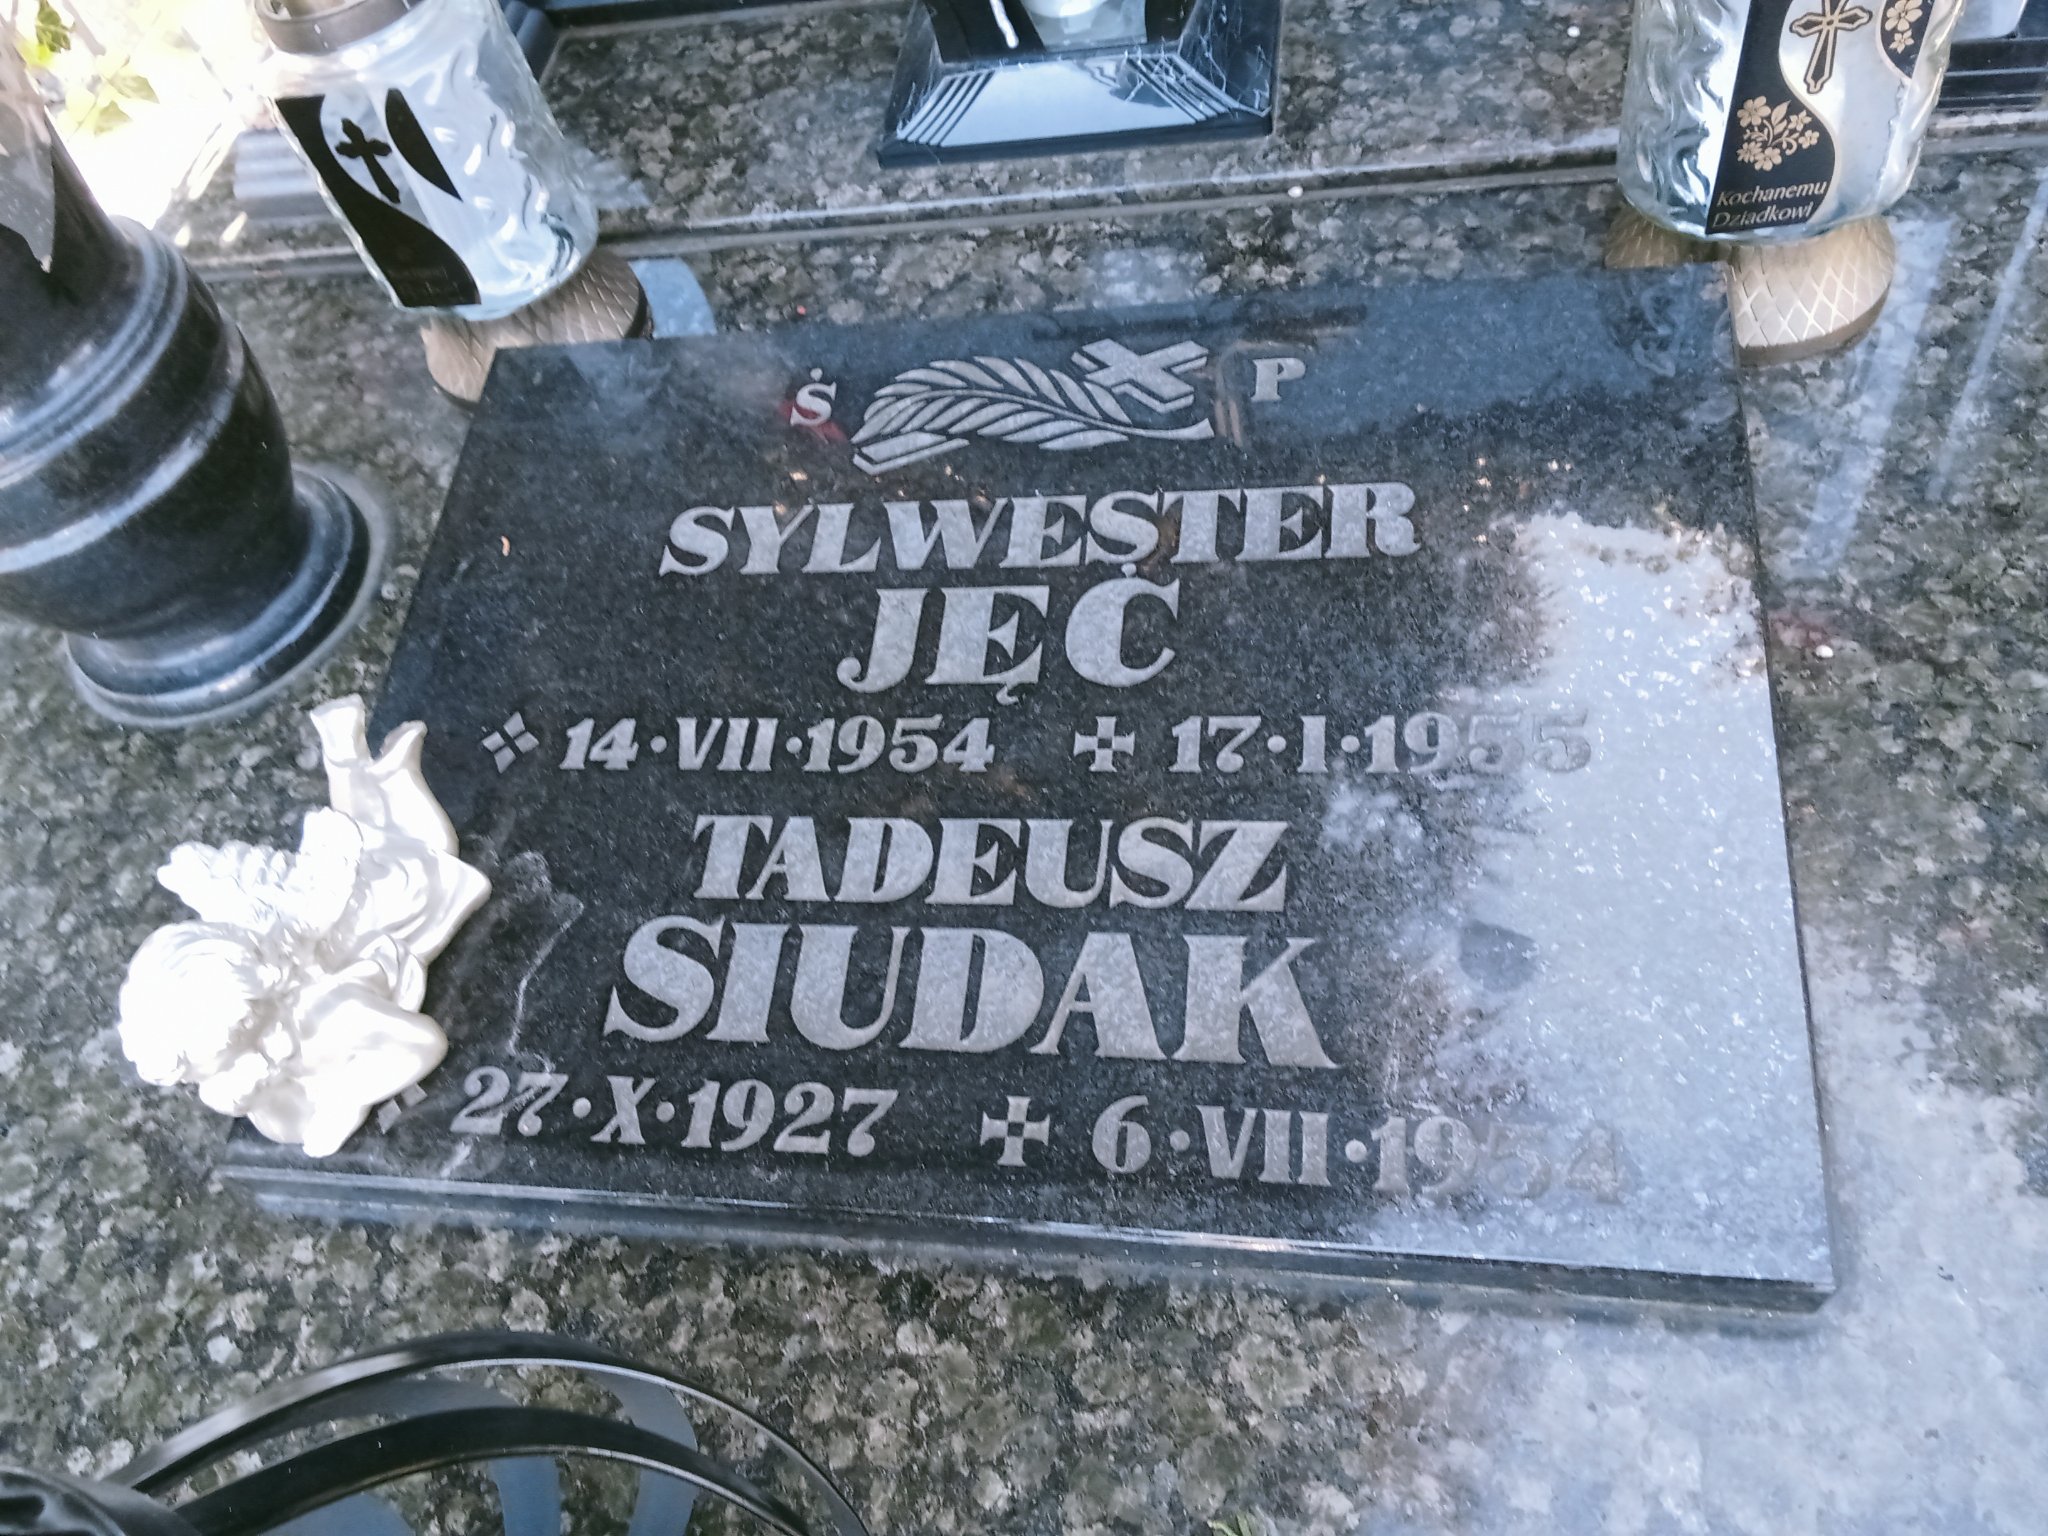 Kochanemu
Dziadkowi
Ś P
SYLWESTER
JĘĆ
14·VII·1954 17·I·1955
TADEUSZ
SIUDAK
27·X·1927 6·VII·1954